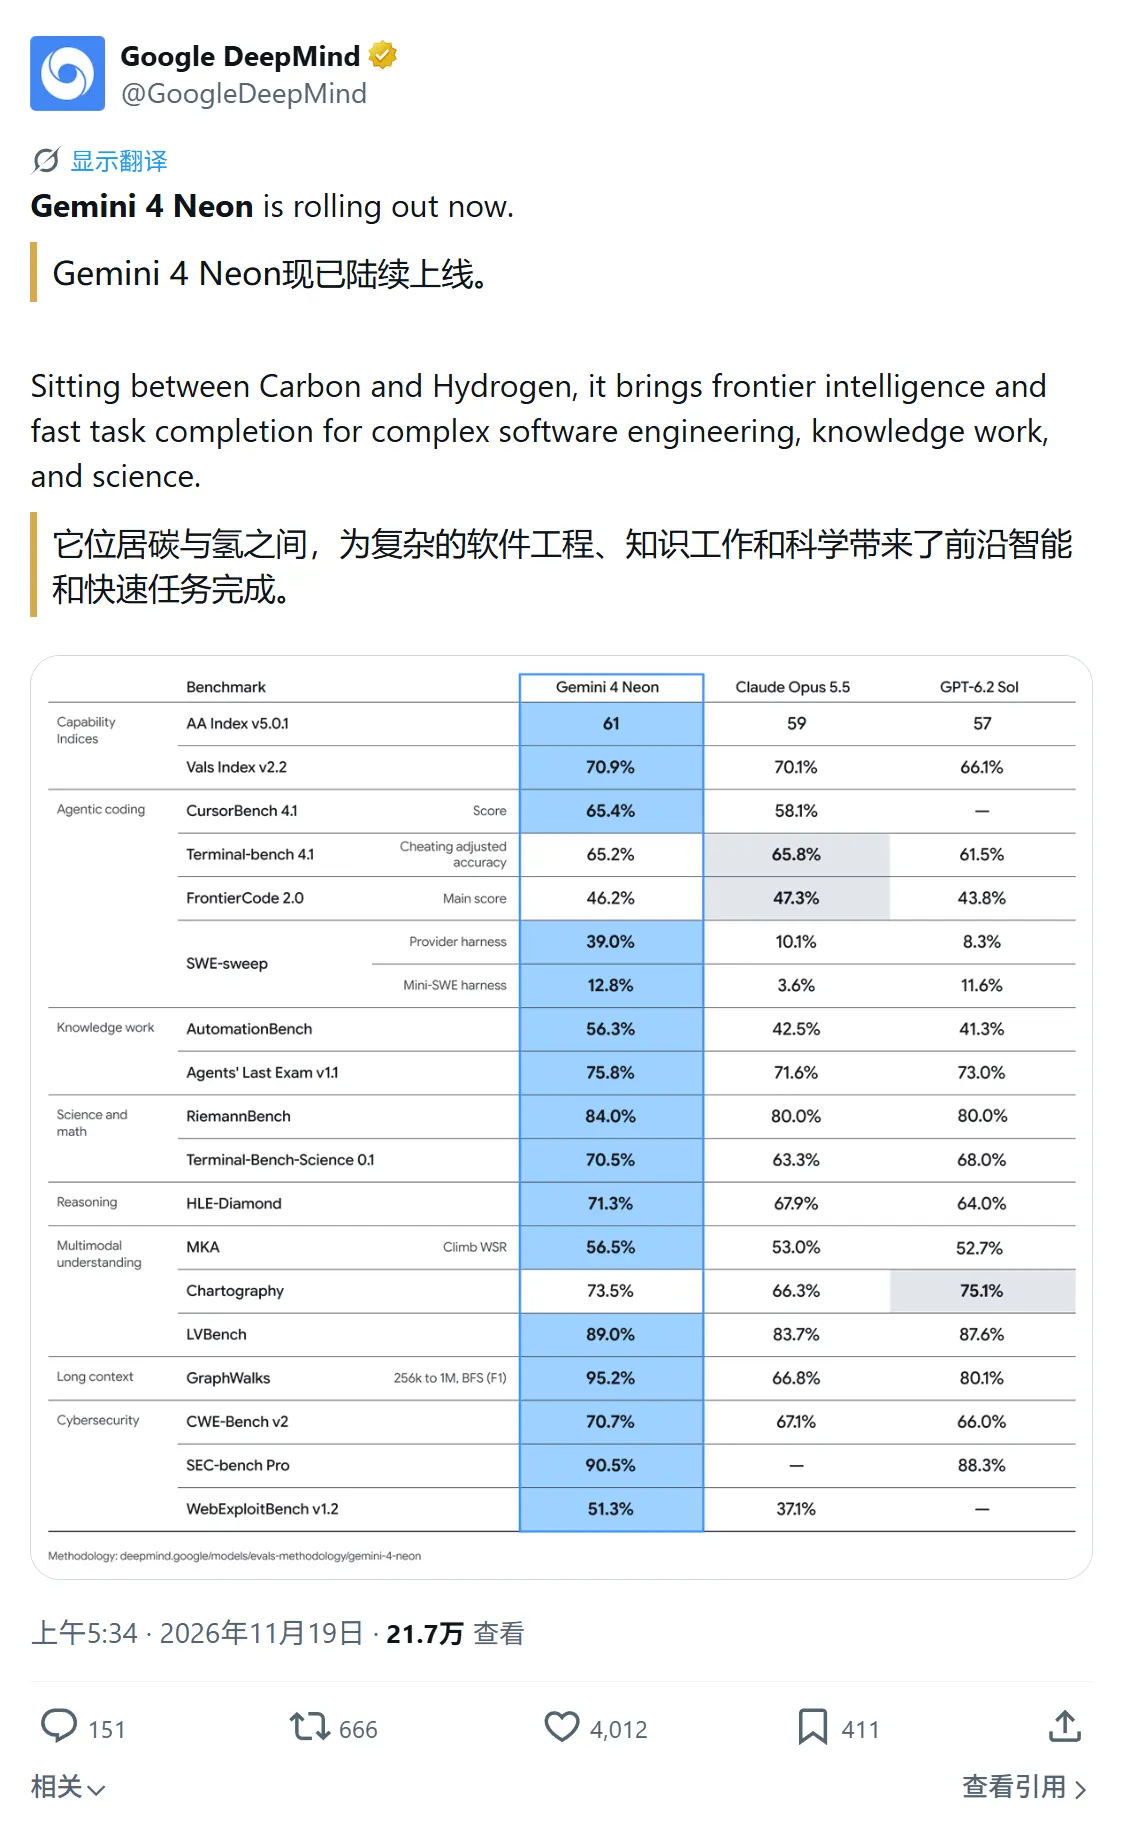 Google DeepMind
@GoogleDeepMind
显示翻译
Gemini 4 Neon is rolling out now.
Gemini 4 Neon现已陆续上线。
Sitting between Carbon and Hydrogen, it brings frontier intelligence and
fast task completion for complex software engineering, knowledge work,
and science.
它位居碳与氢之间，为复杂的软件工程、知识工作和科学带来了前沿智能
和快速任务完成。
Benchmark Gemini 4 Neon Claude Opus 5.5 GPT-6.2 Sol
Capability Indices AA Index v5.0.1 61 59 57
Vals Index v2.2 70.9% 70.1% 66.1%
Agentic coding CursorBench 4.1 Score 65.4% 58.1% —
Terminal-bench 4.1 Cheating adjusted accuracy 65.2% 65.8% 61.5%
FrontierCode 2.0 Main score 46.2% 47.3% 43.8%
SWE-sweep Provider harness 39.0% 10.1% 8.3%
Mini-SWE harness 12.8% 3.6% 11.6%
Knowledge work AutomationBench 56.3% 42.5% 41.3%
Agents' Last Exam v1.1 75.8% 71.6% 73.0%
Science and math RiemannBench 84.0% 80.0% 80.0%
Terminal-Bench-Science 0.1 70.5% 63.3% 68.0%
Reasoning HLE-Diamond 71.3% 67.9% 64.0%
Multimodal understanding MKA Climb WSR 56.5% 53.0% 52.7%
Chartography 73.5% 66.3% 75.1%
LVBench 89.0% 83.7% 87.6%
Long context GraphWalks 256k to 1M, BFS (F1) 95.2% 66.8% 80.1%
Cybersecurity CWE-Bench v2 70.7% 67.1% 66.0%
SEC-bench Pro 90.5% — 88.3%
WebExploitBench v1.2 51.3% 37.1% —
Methodology: deepmind.google/models/evals-methodology/gemini-4-neon
上午5:34 · 2026年11月19日 · 21.7万 查看
151 666 4,012 411
相关 查看引用